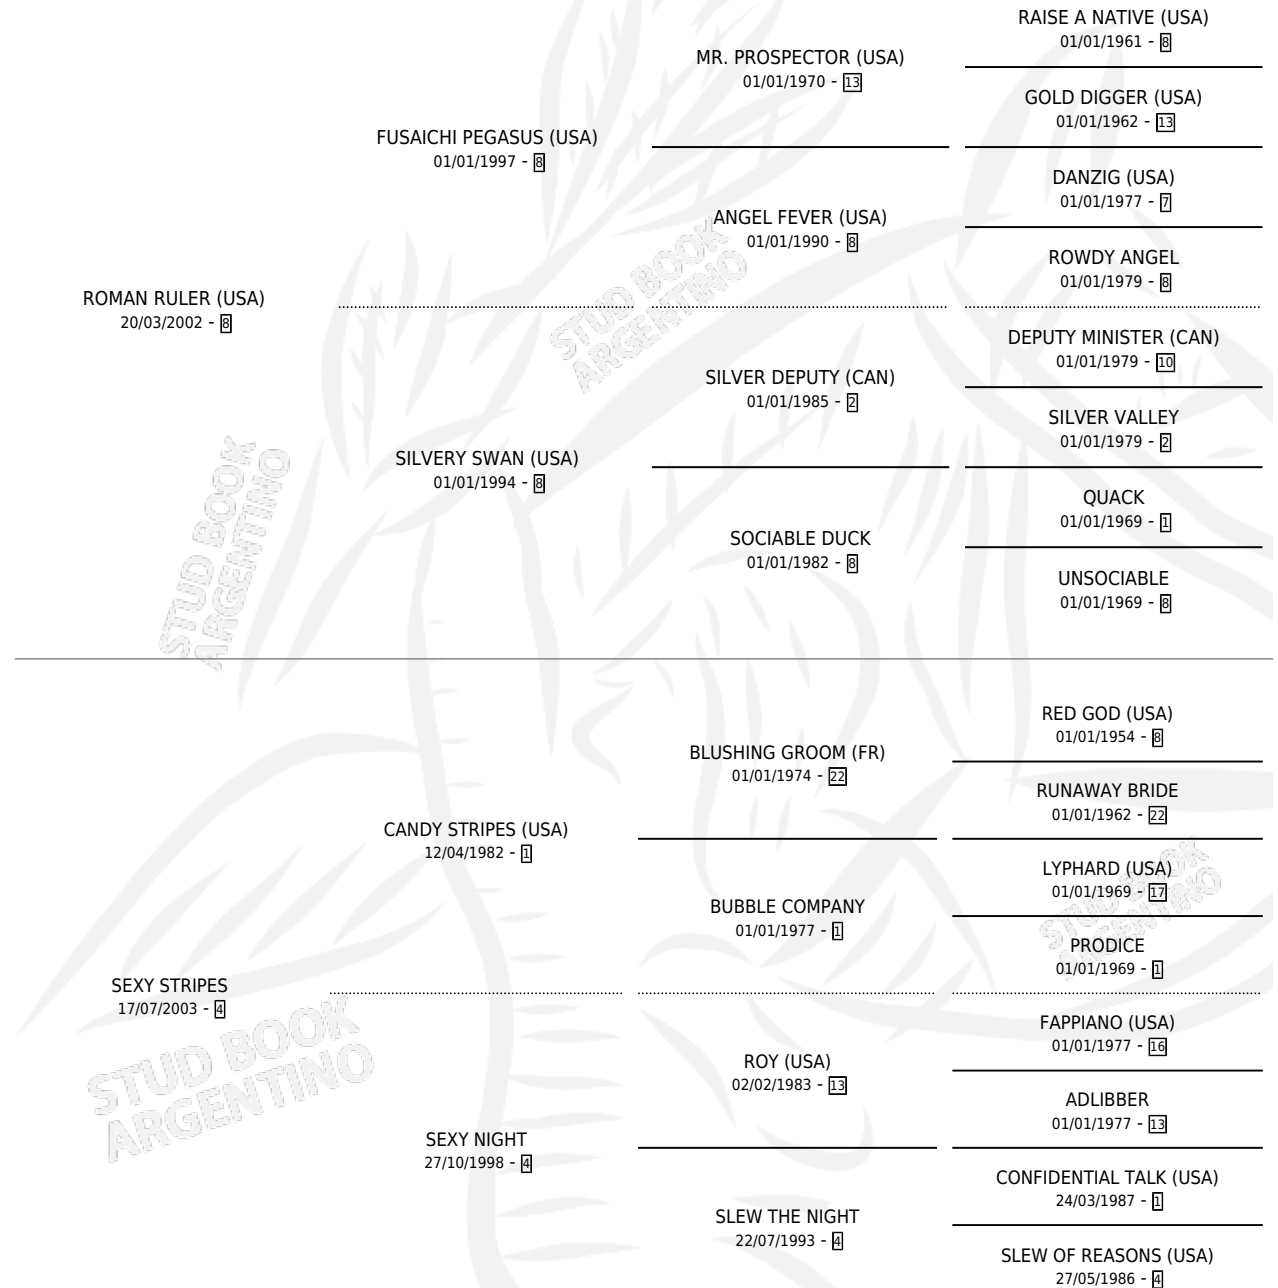 RAISE A NATIVE (USA)
01/01/1961 - 8
MR. PROSPECTOR (USA)
01/01/1970 - 13
GOLD DIGGER (USA)
01/01/1962 - 13
FUSAICHI PEGASUS (USA)
01/01/1997 - 8
DANZIG (USA)
01/01/1977 - 7
ANGEL FEVER (USA)
01/01/1990 - 8
ROWDY ANGEL
01/01/1979 - 8
ROMAN RULER (USA)
20/03/2002 - 8
DEPUTY MINISTER (CAN)
01/01/1979 - 10
SILVER DEPUTY (CAN)
01/01/1985 - 2
SILVER VALLEY
01/01/1979 - 2
SILVERY SWAN (USA)
01/01/1994 - 8
QUACK
01/01/1969 - 1
SOCIABLE DUCK
01/01/1982 - 8
UNSOCIABLE
01/01/1969 - 8
RED GOD (USA)
01/01/1954 - 8
BLUSHING GROOM (FR)
01/01/1974 - 22
RUNAWAY BRIDE
01/01/1962 - 22
CANDY STRIPES (USA)
12/04/1982 - 1
LYPHARD (USA)
01/01/1969 - 17
BUBBLE COMPANY
01/01/1977 - 1
PRODICE
01/01/1969 - 1
SEXY STRIPES
17/07/2003 - 4
FAPPIANO (USA)
01/01/1977 - 16
ROY (USA)
02/02/1983 - 13
ADLIBBER
01/01/1977 - 13
SEXY NIGHT
27/10/1998 - 4
CONFIDENTIAL TALK (USA)
24/03/1987 - 1
SLEW THE NIGHT
22/07/1993 - 4
SLEW OF REASONS (USA)
27/05/1986 - 4
STUD BOOK
ARGENTINO
STUD BOOK
ARGENTINO
STUD BOOK
ARGENTINO
STUD BOOK
ARGENTINO